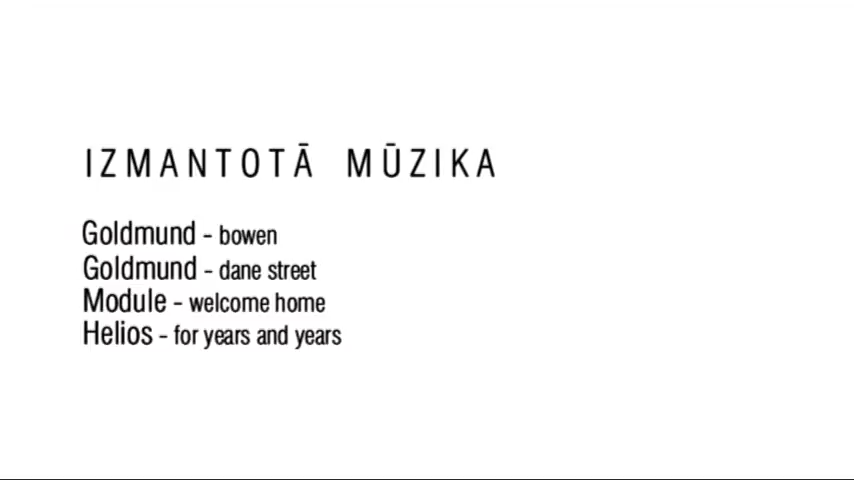 IZMANTOTĀ MŪZIKA
Goldmund - bowen
Goldmund - dane street
Module - welcome home
Helios - for years and years